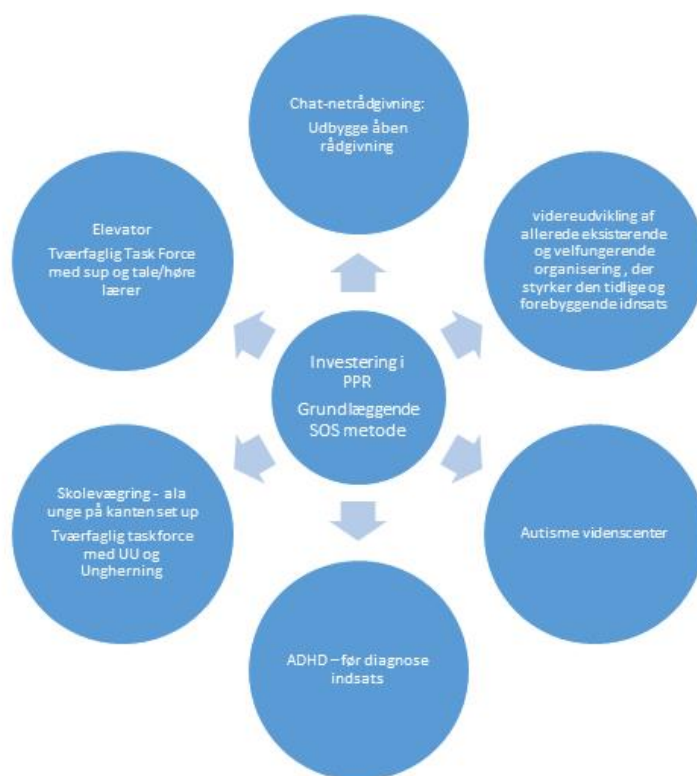 Chat-netrådgivning:
Udbygge åben
rådgivning
Elevator
Tværfaglig Task Force
med sup og tale/høre
lærer
videreudvikling af
allerede eksisterende
og velfungerende
organisering , der
styrker den tidlige og
forebyggende idnsats
Investering i
PPR
Grundlæggende
SOS metode
Skolevægring - ala
unge på kanten set up
Tværfaglig taskforce
med UU og
Ungherning
Autisme videnscenter
ADHD – før diagnose
indsats